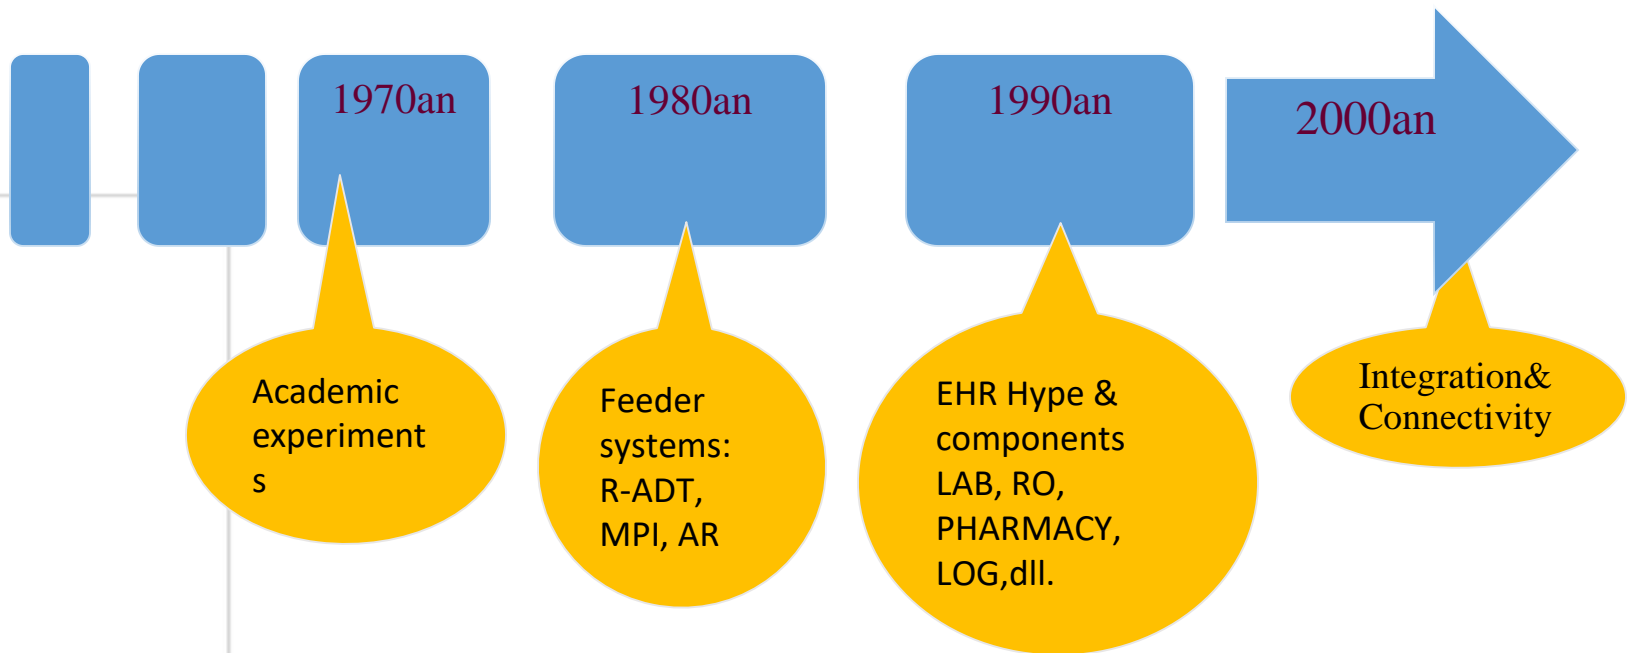 1970an
1980an
1990an
2000an
Academic
experiment
s
Feeder
systems:
R-ADT,
MPI, AR
EHR Hype &
components
LAB, RO,
PHARMACY,
LOG,dll.
Integration&
Connectivity